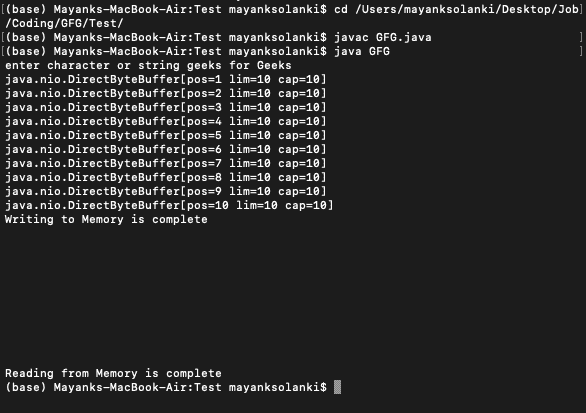 [(base) Mayanks-MacBook-Air:Test mayanksolanki$ cd /Users/mayanksolanki/Desktop/Job]
/Coding/GFG/Test/
[(base) Mayanks-MacBook-Air:Test mayanksolanki$ javac GFG.java ]
[(base) Mayanks-MacBook-Air:Test mayanksolanki$ java GFG ]
enter character or string geeks for Geeks
java.nio.DirectByteBuffer[pos=1 lim=10 cap=10]
java.nio.DirectByteBuffer[pos=2 lim=10 cap=10]
java.nio.DirectByteBuffer[pos=3 lim=10 cap=10]
java.nio.DirectByteBuffer[pos=4 lim=10 cap=10]
java.nio.DirectByteBuffer[pos=5 lim=10 cap=10]
java.nio.DirectByteBuffer[pos=6 lim=10 cap=10]
java.nio.DirectByteBuffer[pos=7 lim=10 cap=10]
java.nio.DirectByteBuffer[pos=8 lim=10 cap=10]
java.nio.DirectByteBuffer[pos=9 lim=10 cap=10]
java.nio.DirectByteBuffer[pos=10 lim=10 cap=10]
Writing to Memory is complete
Reading from Memory is complete
(base) Mayanks-MacBook-Air:Test mayanksolanki$